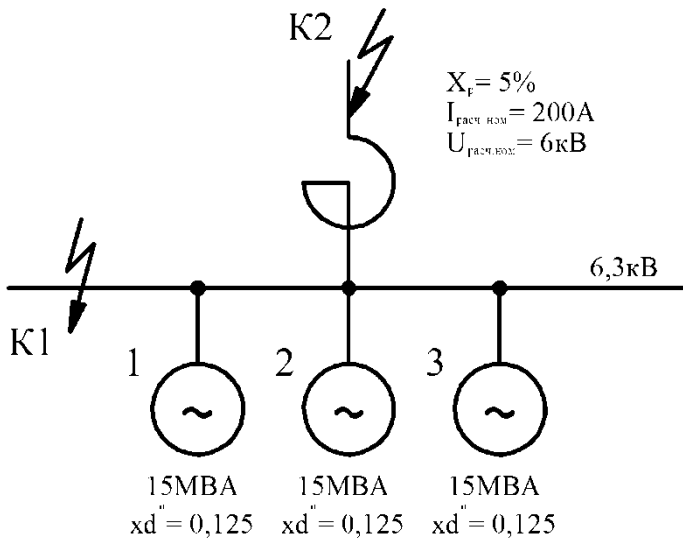 К2
Xр = 5%
Iрасч.ном = 200А
Uрасч.ном = 6кВ
6,3кВ
К1
1 2 3
~ ~ ~
15МВА 15МВА 15МВА
xd" = 0,125 xd" = 0,125 xd" = 0,125